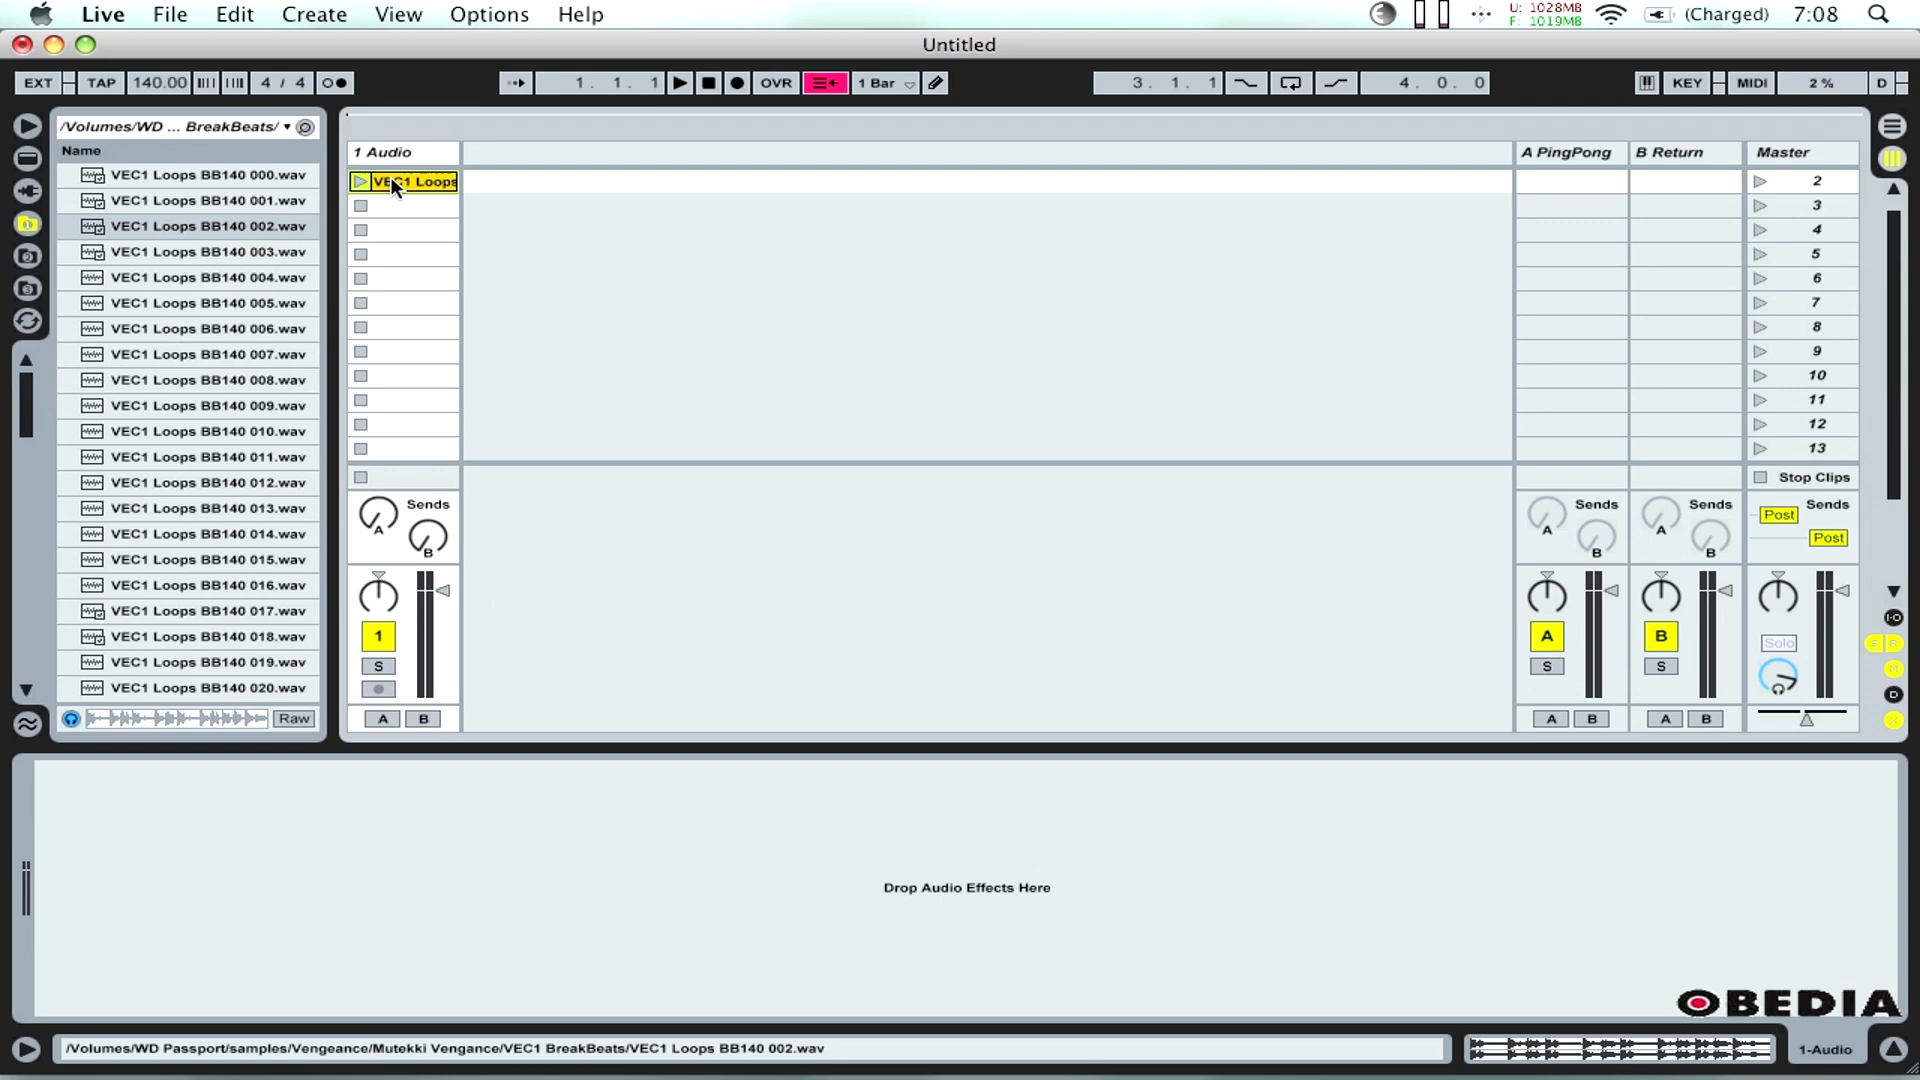 Live File Edit Create View Options Help
U: 1028MB
F: 1019MB
(Charged) 7:08
Untitled
EXT TAP 140.00 4 / 4 1. 1. 1 OVR 1 Bar 3. 1. 1 4. 0. 0 KEY MIDI 2 % D
/Volumes/WD ... BreakBeats/
Name
VEC1 Loops BB140 000.wav
VEC1 Loops BB140 001.wav
VEC1 Loops BB140 002.wav
VEC1 Loops BB140 003.wav
VEC1 Loops BB140 004.wav
VEC1 Loops BB140 005.wav
VEC1 Loops BB140 006.wav
VEC1 Loops BB140 007.wav
VEC1 Loops BB140 008.wav
VEC1 Loops BB140 009.wav
VEC1 Loops BB140 010.wav
VEC1 Loops BB140 011.wav
VEC1 Loops BB140 012.wav
VEC1 Loops BB140 013.wav
VEC1 Loops BB140 014.wav
VEC1 Loops BB140 015.wav
VEC1 Loops BB140 016.wav
VEC1 Loops BB140 017.wav
VEC1 Loops BB140 018.wav
VEC1 Loops BB140 019.wav
VEC1 Loops BB140 020.wav
Raw
1 Audio
VEC1 Loops
Sends
A
B
1
S
A B
A PingPong
Sends
A
B
A
S
A B
B Return
Sends
A
B
B
S
A B
Master
2
3
4
5
6
7
8
9
10
11
12
13
Stop Clips
Sends
Post
Post
Solo
I-O
S R
M
D
X
Drop Audio Effects Here
OBEDIA
/Volumes/WD Passport/samples/Vengeance/Mutekki Vengance/VEC1 BreakBeats/VEC1 Loops BB140 002.wav
1-Audio